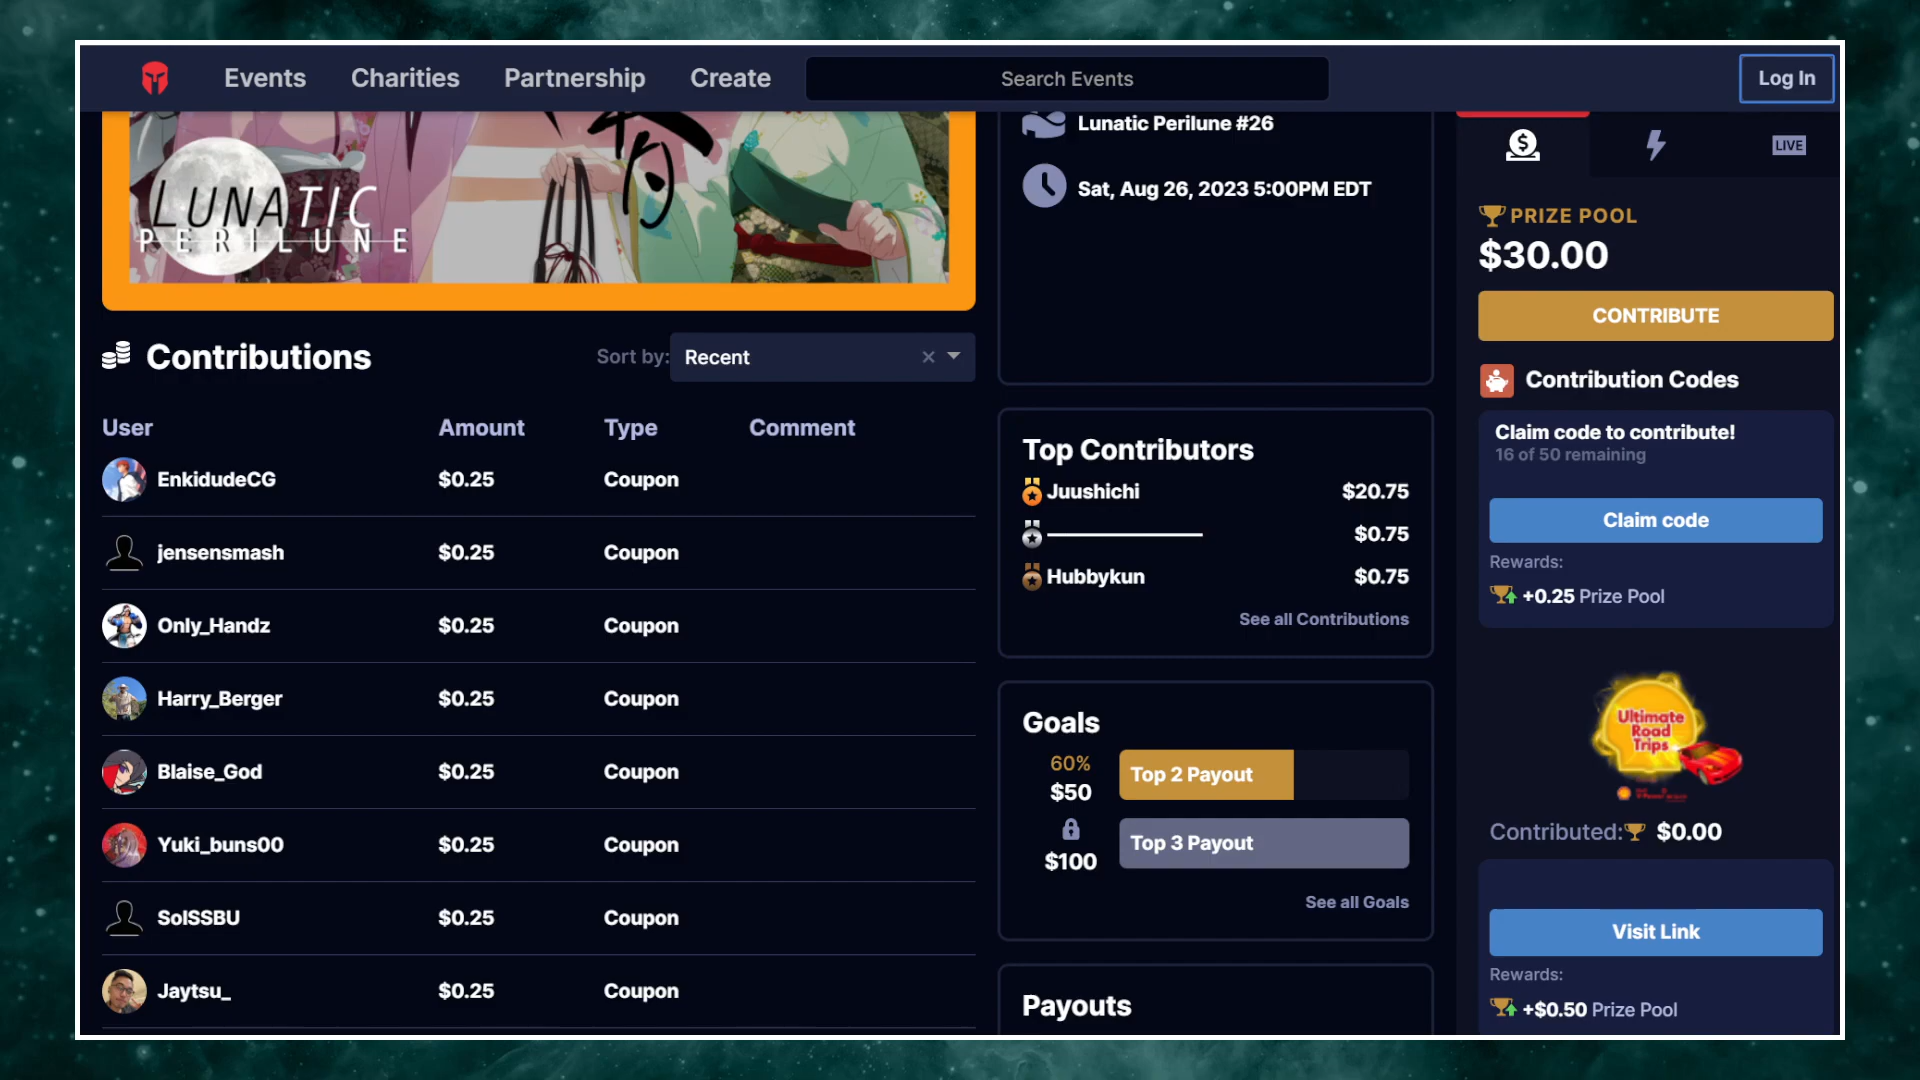 Events
Charities
Partnership
Create
Search Events
Log In
LUNATIC
PERILUNE
春
Lunatic Perilune #26
Sat, Aug 26, 2023 5:00PM EDT
Contributions
Sort by:
Recent
User Amount Type Comment
EnkidudeCG $0.25 Coupon
jensensmash $0.25 Coupon
Only_Handz $0.25 Coupon
Harry_Berger $0.25 Coupon
Blaise_God $0.25 Coupon
Yuki_buns00 $0.25 Coupon
SolSSBU $0.25 Coupon
Jaytsu_ $0.25 Coupon
Top Contributors
Juushichi $20.75
$0.75
Hubbykun $0.75
See all Contributions
Goals
60%
$50
Top 2 Payout
$100
Top 3 Payout
See all Goals
Payouts
LIVE
PRIZE POOL
$30.00
CONTRIBUTE
Contribution Codes
Claim code to contribute!
16 of 50 remaining
Claim code
Rewards:
+0.25 Prize Pool
Ultimate
Road
Trips
Contributed: $0.00
Visit Link
Rewards:
+$0.50 Prize Pool